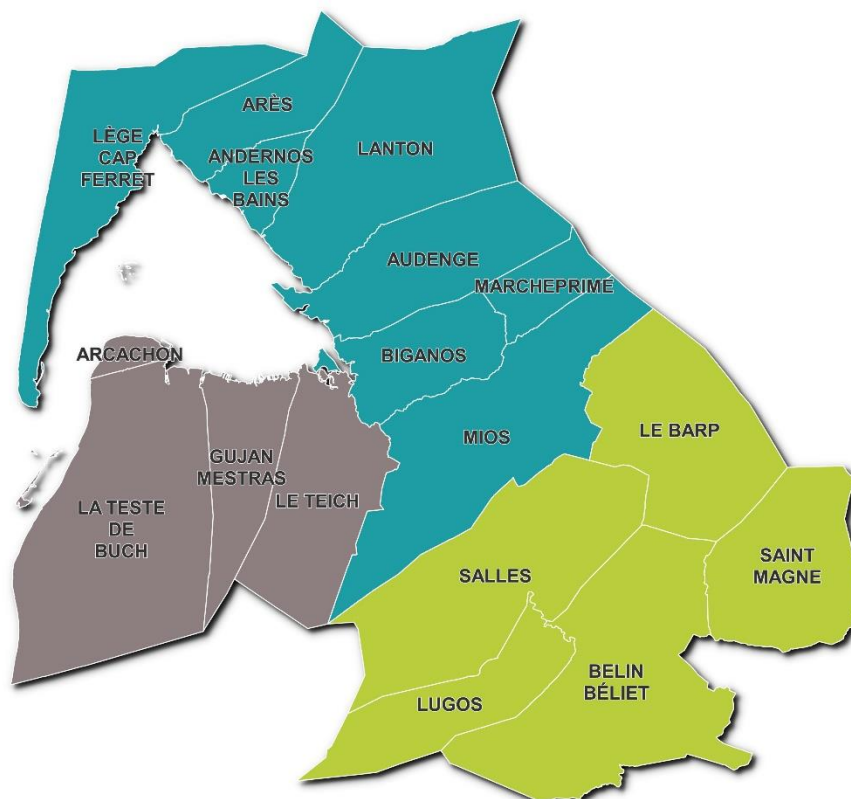 ARÈS
LÈGE
CAP
FERRET
ANDERNOS
LES
BAINS
LANTON
AUDENGE
MARCHEPRIME
ARCACHON
BIGANOS
MIOS
LE BARP
GUJAN
MESTRAS
LE TEICH
LA TESTE
DE
BUCH
SALLES
SAINT
MAGNE
BELIN
BÉLIET
LUGOS